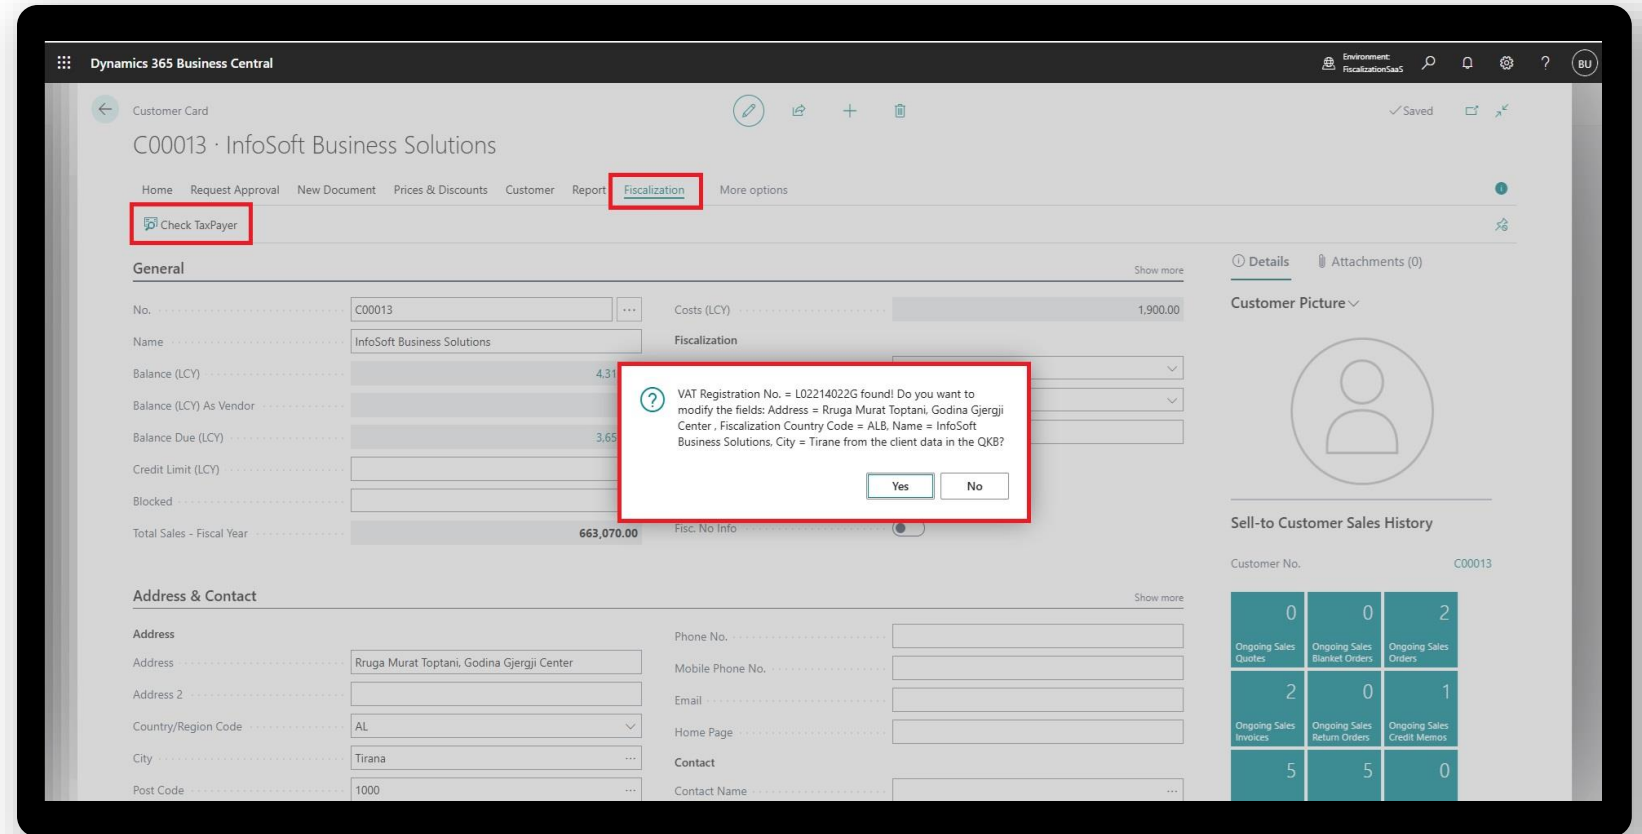 Dynamics 365 Business Central
Environment:
FiscalizationSaaS
?
BU
Customer Card
Saved
C00013 · InfoSoft Business Solutions
Home Request Approval New Document Prices & Discounts Customer Report Fiscalization More options
Check TaxPayer
General
Show more
No.
C00013
Name
InfoSoft Business Solutions
Balance (LCY)
4,31
Balance (LCY) As Vendor
Balance Due (LCY)
3,65
Credit Limit (LCY)
Blocked
Total Sales - Fiscal Year
663,070.00
Costs (LCY)
1,900.00
Fiscalization
VAT Registration No. = L02214022G found! Do you want to
modify the fields: Address = Rruga Murat Toptani, Godina Gjergji
Center , Fiscalization Country Code = ALB, Name = InfoSoft
Business Solutions, City = Tirane from the client data in the QKB?
Yes
No
Fisc. No Info
Address & Contact
Show more
Address
Address
Rruga Murat Toptani, Godina Gjergji Center
Address 2
Country/Region Code
AL
City
Tirana
Post Code
1000
Phone No.
Mobile Phone No.
Email
Home Page
Contact
Contact Name
Details
Attachments (0)
Customer Picture
Sell-to Customer Sales History
Customer No.
C00013
0
Ongoing Sales
Quotes
0
Ongoing Sales
Blanket Orders
2
Ongoing Sales
Orders
2
Ongoing Sales
Invoices
0
Ongoing Sales
Return Orders
1
Ongoing Sales
Credit Memos
5
5
0